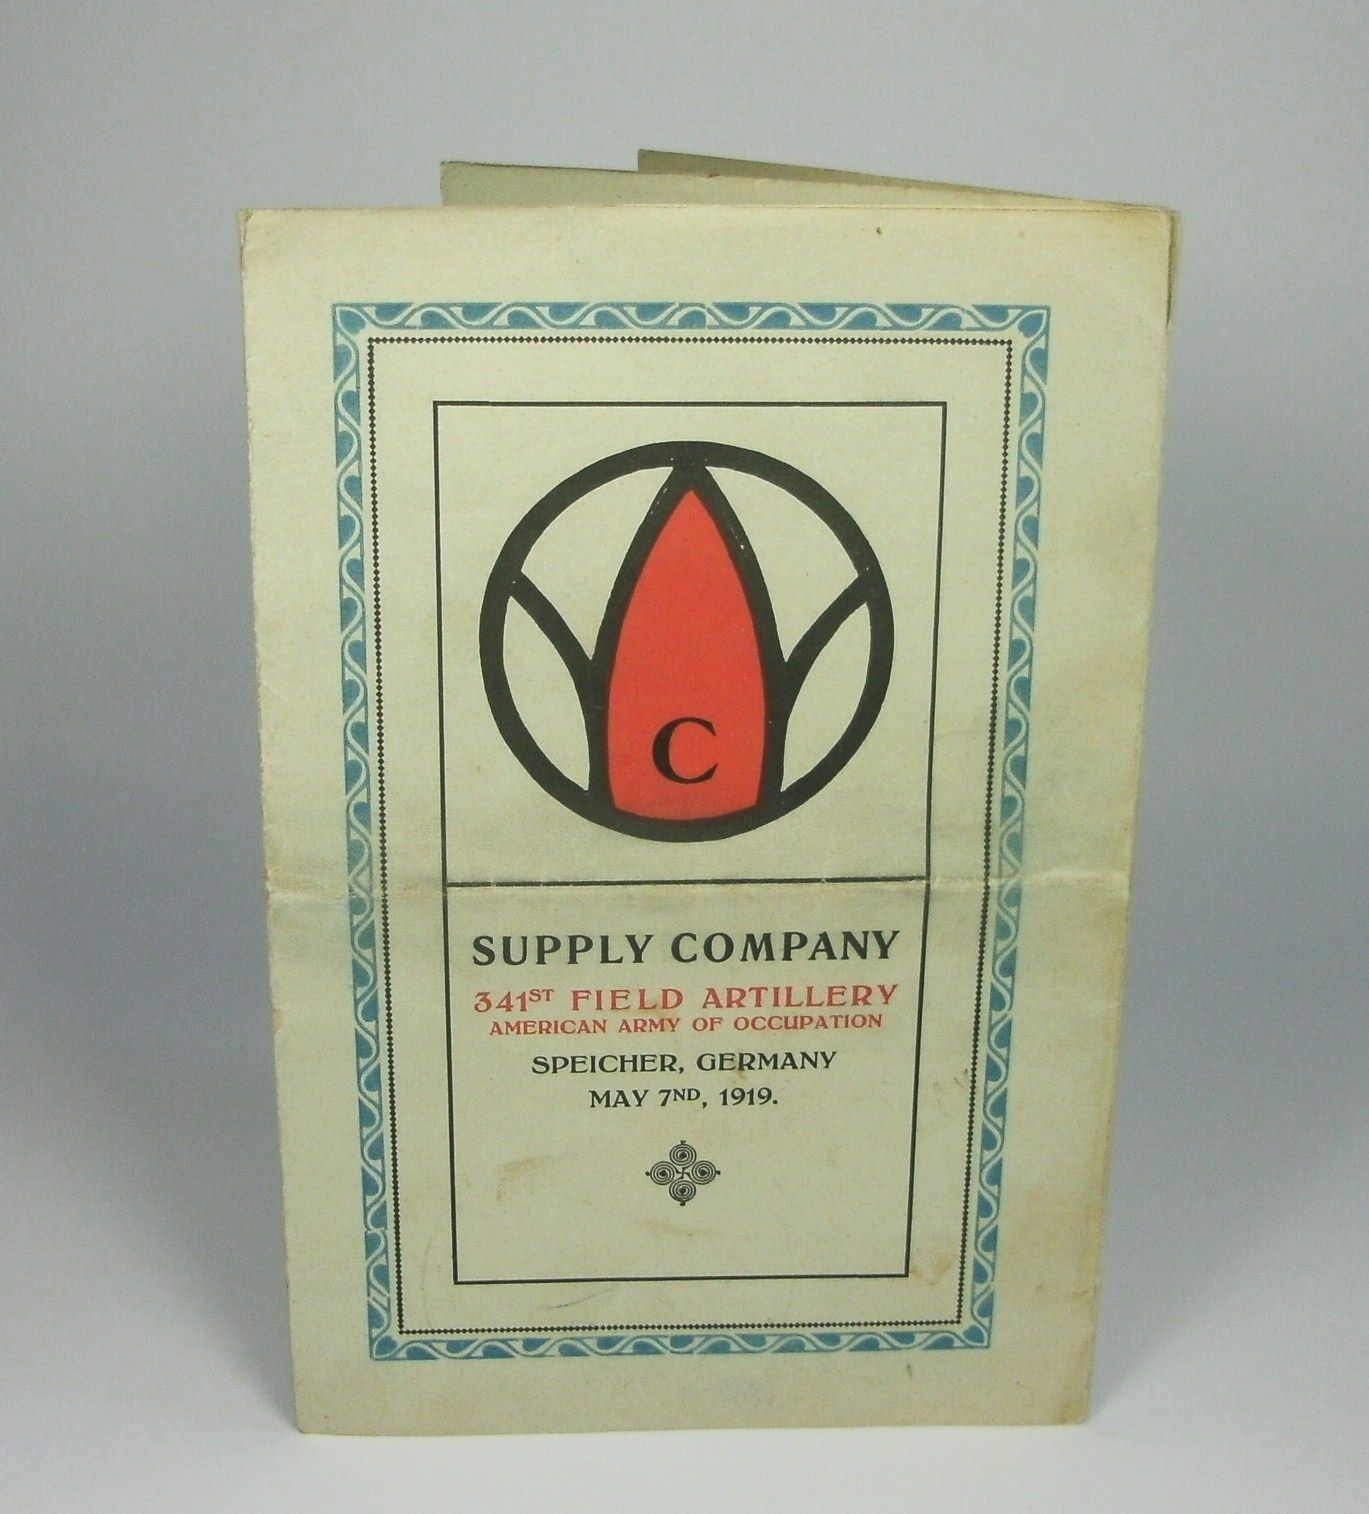 C
SUPPLY COMPANY
341ST FIELD ARTILLERY
AMERICAN ARMY OF OCCUPATION
SPEICHER, GERMANY
MAY 7ND, 1919.